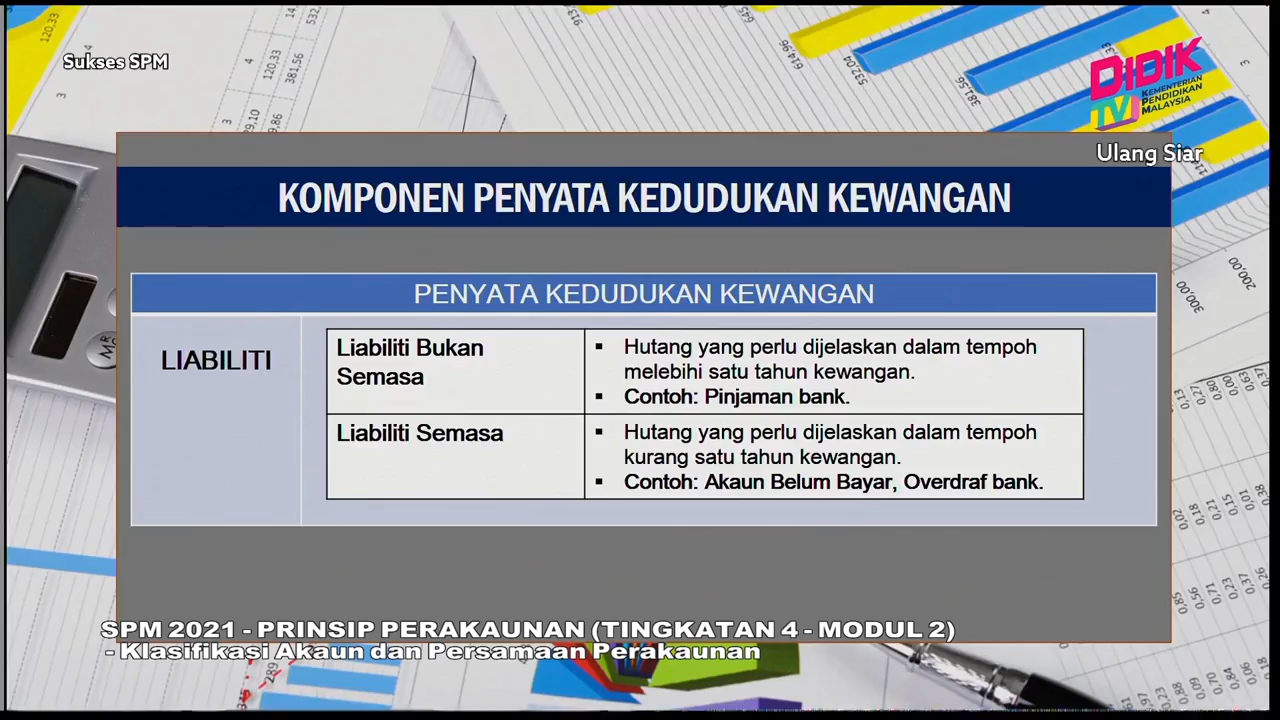 Sukses SPM
DIDIK
TV
KEMENTERIAN
PENDIDIKAN
MALAYSIA
Ulang Siar
KOMPONEN PENYATA KEDUDUKAN KEWANGAN
PENYATA KEDUDUKAN KEWANGAN
LIABILITI
Liabiliti Bukan
Semasa
▪ Hutang yang perlu dijelaskan dalam tempoh
melebihi satu tahun kewangan.
▪ Contoh: Pinjaman bank.
Liabiliti Semasa
▪ Hutang yang perlu dijelaskan dalam tempoh
kurang satu tahun kewangan.
▪ Contoh: Akaun Belum Bayar, Overdraf bank.
SPM 2021 - PRINSIP PERAKAUNAN (TINGKATAN 4 - MODUL 2)
- Klasifikasi Akaun dan Persamaan Perakaunan